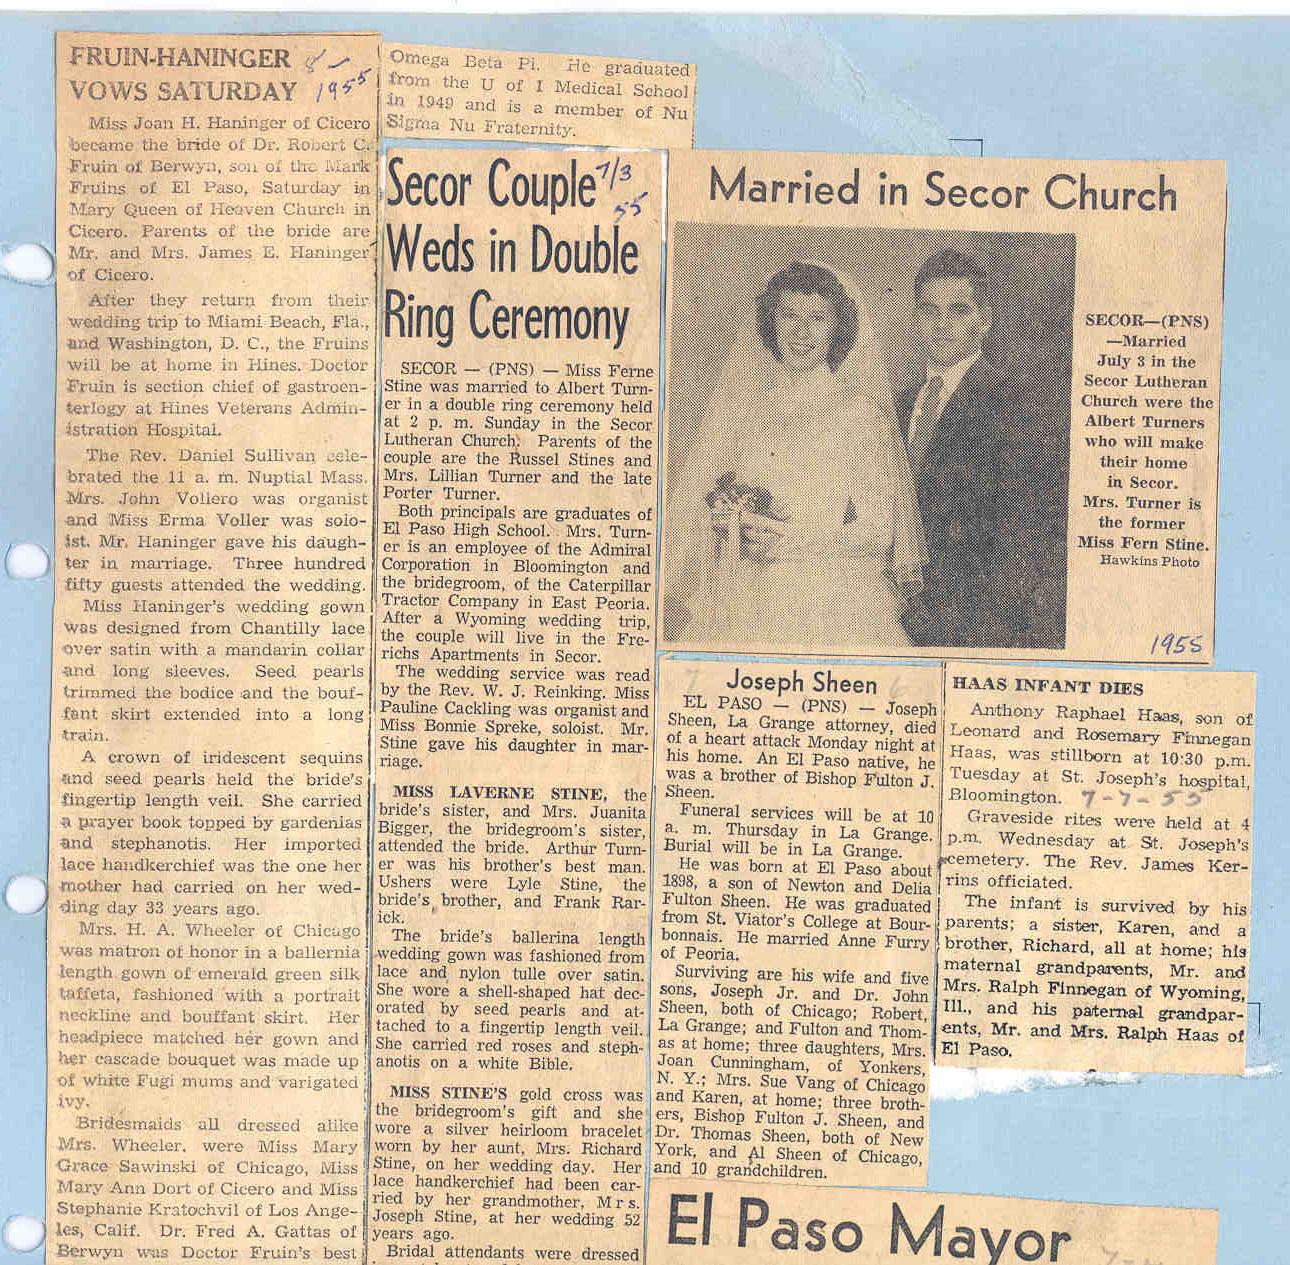 FRUIN-HANINGER 8-
VOWS SATURDAY 1955
Miss Joan H. Haninger of Cicero
became the bride of Dr. Robert C.
Fruin of Berwyn, son of the Mark
Fruins of El Paso, Saturday in
Mary Queen of Heaven Church in
Cicero. Parents of the bride are
Mr. and Mrs. James E. Haninger
of Cicero.
After they return from their
wedding trip to Miami Beach, Fla.,
and Washington, D. C., the Fruins
will be at home in Hines. Doctor
Fruin is section chief of gastroen-
terlogy at Hines Veterans Admin-
istration Hospital.
The Rev. Daniel Sullivan cele-
brated the 11 a. m. Nuptial Mass.
Mrs. John Voliero was organist
and Miss Erma Voller was solo-
ist. Mr. Haninger gave his daugh-
ter in marriage. Three hundred
fifty guests attended the wedding.
Miss Haninger's wedding gown
was designed from Chantilly lace
over satin with a mandarin collar
and long sleeves. Seed pearls
trimmed the bodice and the bouf-
fant skirt extended into a long
train.
A crown of iridescent sequins
and seed pearls held the bride's
fingertip length veil. She carried
a prayer book topped by gardenias
and stephanotis. Her imported
lace handkerchief was the one her
mother had carried on her wed-
ding day 33 years ago.
Mrs. H. A. Wheeler of Chicago
was matron of honor in a ballernia
length gown of emerald green silk
taffeta, fashioned with a portrait
neckline and bouffant skirt. Her
headpiece matched her gown and
her cascade bouquet was made up
of white Fugi mums and varigated
ivy.
Bridesmaids all dressed alike
Mrs. Wheeler, were Miss Mary
Grace Sawinski of Chicago, Miss
Mary Ann Dort of Cicero and Miss
Stephanie Kratochvil of Los Ange-
les, Calif. Dr. Fred A. Gattas of
Berwyn was Doctor Fruin's best
Omega Beta Pi. He graduated
from the U of I Medical School
in 1949 and is a member of Nu
Sigma Nu Fraternity.
Secor Couple 7/3
55
Weds in Double
Ring Ceremony
SECOR — (PNS) — Miss Ferne
Stine was married to Albert Turn-
er in a double ring ceremony held
at 2 p. m. Sunday in the Secor
Lutheran Church. Parents of the
couple are the Russel Stines and
Mrs. Lillian Turner and the late
Porter Turner.
Both principals are graduates of
El Paso High School. Mrs. Turn-
er is an employee of the Admiral
Corporation in Bloomington and
the bridegroom, of the Caterpillar
Tractor Company in East Peoria.
After a Wyoming wedding trip,
the couple will live in the Fre-
richs Apartments in Secor.
The wedding service was read
by the Rev. W. J. Reinking. Miss
Pauline Cackling was organist and
Miss Bonnie Spreke, soloist. Mr.
Stine gave his daughter in mar-
riage.
MISS LAVERNE STINE, the
bride's sister, and Mrs. Juanita
Bigger, the bridegroom's sister,
attended the bride. Arthur Turn-
er was his brother's best man.
Ushers were Lyle Stine, the
bride's brother, and Frank Rar-
ick.
The bride's ballerina length
wedding gown was fashioned from
lace and nylon tulle over satin.
She wore a shell-shaped hat dec-
orated by seed pearls and at-
tached to a fingertip length veil.
She carried red roses and steph-
anotis on a white Bible.
MISS STINE'S gold cross was
the bridegroom's gift and she
wore a silver heirloom bracelet
worn by her aunt, Mrs. Richard
Stine, on her wedding day. Her
lace handkerchief had been car-
ried by her grandmother, Mrs.
Joseph Stine, at her wedding 52
years ago.
Bridal attendants were dressed
Married in Secor Church
SECOR—(PNS)
—Married
July 3 in the
Secor Lutheran
Church were the
Albert Turners
who will make
their home
in Secor.
Mrs. Turner is
the former
Miss Fern Stine.
Hawkins Photo
1955
Joseph Sheen
EL PASO — (PNS) — Joseph
Sheen, La Grange attorney, died
of a heart attack Monday night at
his home. An El Paso native, he
was a brother of Bishop Fulton J.
Sheen.
Funeral services will be at 10
a. m. Thursday in La Grange.
Burial will be in La Grange.
He was born at El Paso about
1898, a son of Newton and Delia
Fulton Sheen. He was graduated
from St. Viator's College at Bour-
bonnais. He married Anne Furry
of Peoria.
Surviving are his wife and five
sons, Joseph Jr. and Dr. John
Sheen, both of Chicago; Robert,
La Grange; and Fulton and Thom-
as at home; three daughters, Mrs.
Joan Cunningham, of Yonkers,
N. Y.; Mrs. Sue Vang of Chicago
and Karen, at home; three broth-
ers, Bishop Fulton J. Sheen, and
Dr. Thomas Sheen, both of New
York, and Al Sheen of Chicago,
and 10 grandchildren.
HAAS INFANT DIES
Anthony Raphael Haas, son of
Leonard and Rosemary Finnegan
Haas, was stillborn at 10:30 p.m.
Tuesday at St. Joseph's hospital,
Bloomington. 7-7-55
Graveside rites were held at 4
p.m. Wednesday at St. Joseph's
cemetery. The Rev. James Ker-
rins officiated.
The infant is survived by his
parents; a sister, Karen, and a
brother, Richard, all at home; his
maternal grandparents, Mr. and
Mrs. Ralph Finnegan of Wyoming,
Ill., and his paternal grandpar-
ents, Mr. and Mrs. Ralph Haas of
El Paso.
El Paso Mayor